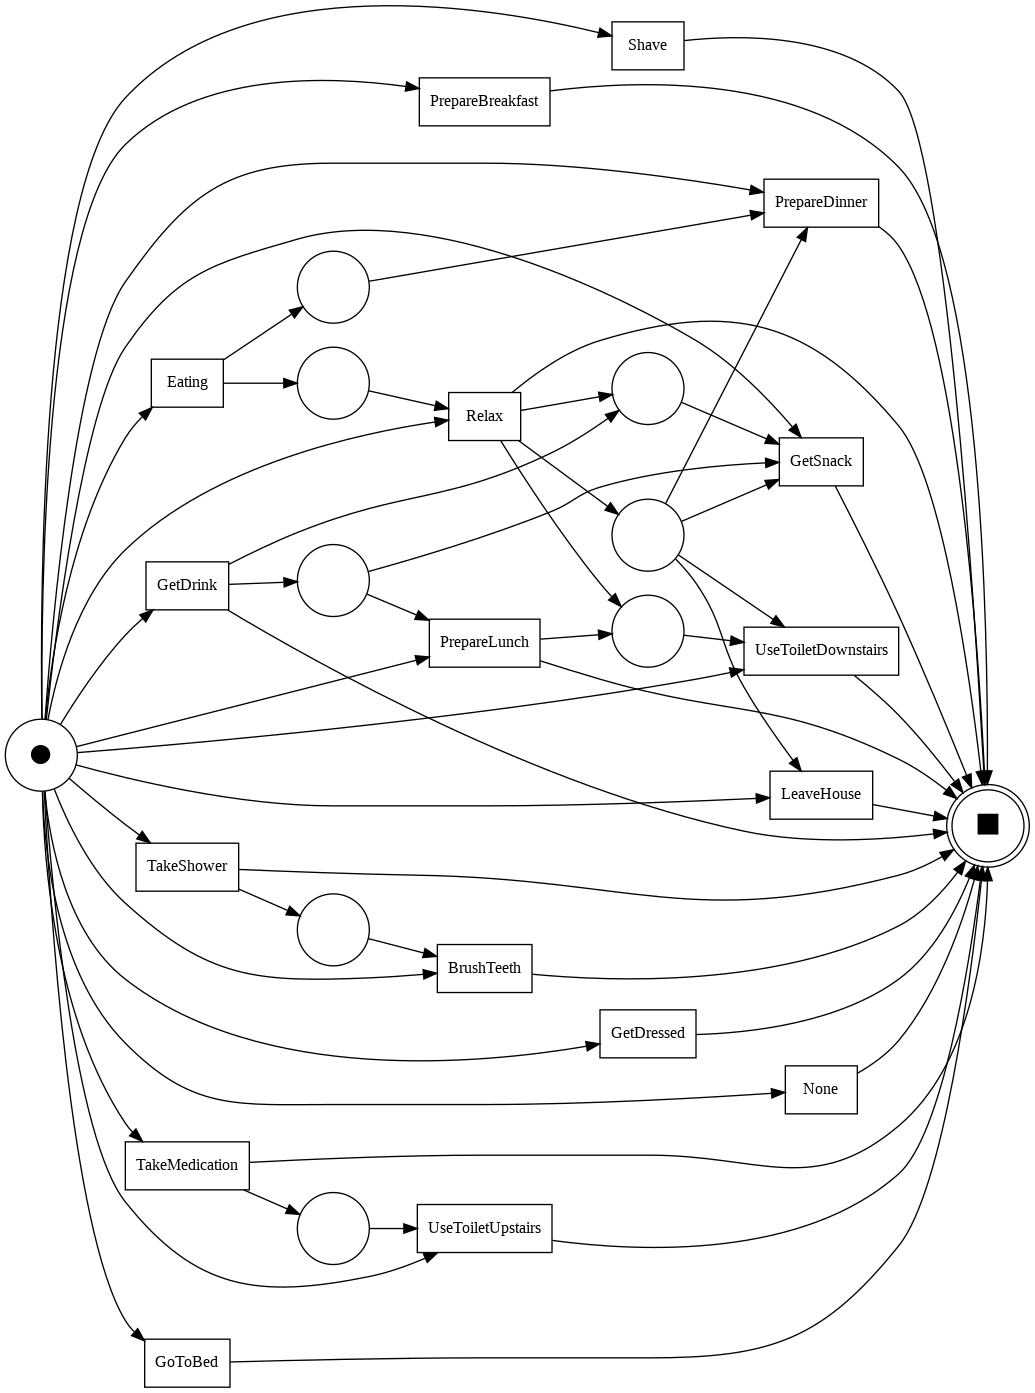 Shave
PrepareBreakfast
PrepareDinner
Eating
Relax
GetSnack
GetDrink
PrepareLunch
UseToiletDownstairs
LeaveHouse
TakeShower
BrushTeeth
GetDressed
None
TakeMedication
UseToiletUpstairs
GoToBed